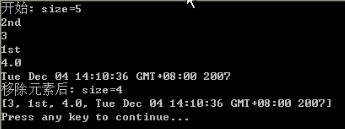 开始: size=5
2nd
3
1st
4.0
Tue Dec 04 14:10:36 GMT+08:00 2007
移除元素后: size=4
[3, 1st, 4.0, Tue Dec 04 14:10:36 GMT+08:00 2007]
Press any key to continue...